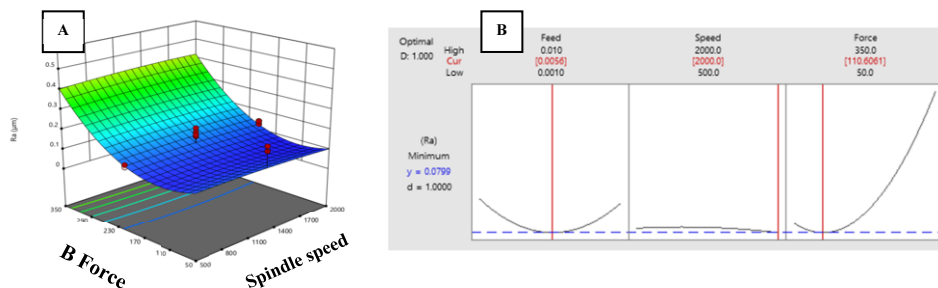 A
0.5
0.4
0.3
0.2
0.1
0
Ra (µm)
350
290
230
170
110
50
500
800
1100
1400
1700
2000
B Force
Spindle speed
B
Optimal
D: 1.000
High
Cur
Low
Feed
0.010
[0.0056]
0.0010
Speed
2000.0
[2000.0]
500.0
Force
350.0
[110.6061]
50.0
(Ra)
Minimum
y = 0.0799
d = 1.0000